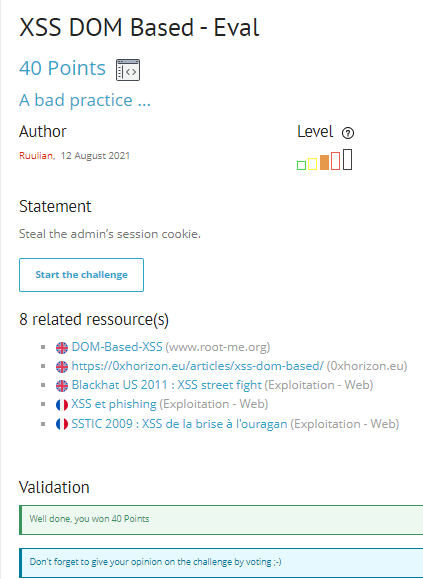 XSS DOM Based - Eval
40 Points
A bad practice ...
Author
Level
Ruulian, 12 August 2021
Statement
Steal the admin's session cookie.
Start the challenge
8 related ressource(s)
DOM-Based-XSS (www.root-me.org)
https://0xhorizon.eu/articles/xss-dom-based/ (0xhorizon.eu)
Blackhat US 2011 : XSS street fight (Exploitation - Web)
XSS et phishing (Exploitation - Web)
SSTIC 2009 : XSS de la brise à l'ouragan (Exploitation - Web)
Validation
Well done, you won 40 Points
Don't forget to give your opinion on the challenge by voting ;-)